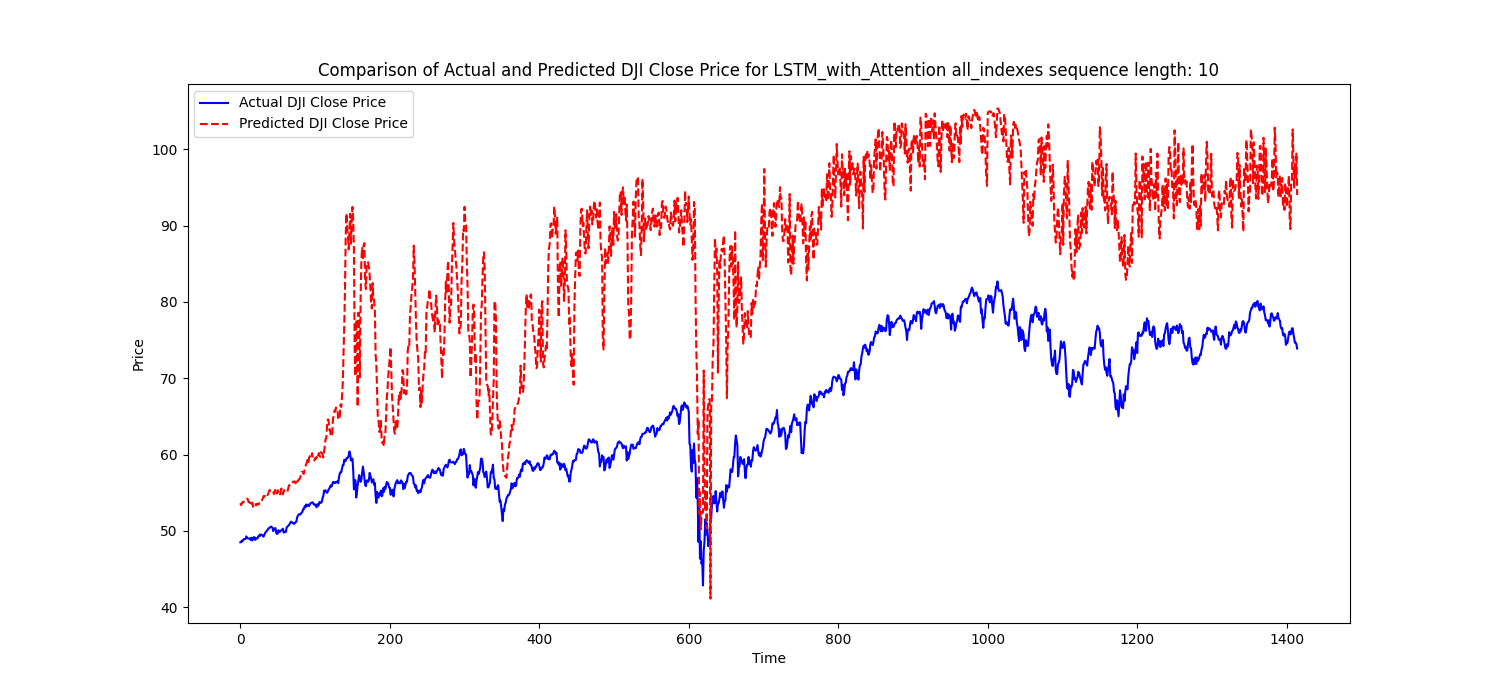 Comparison of Actual and Predicted DJI Close Price for LSTM_with_Attention all_indexes sequence length: 10
Actual DJI Close Price
Predicted DJI Close Price
100
90
80
70
60
50
40
Price
0 200 400 600 800 1000 1200 1400
Time